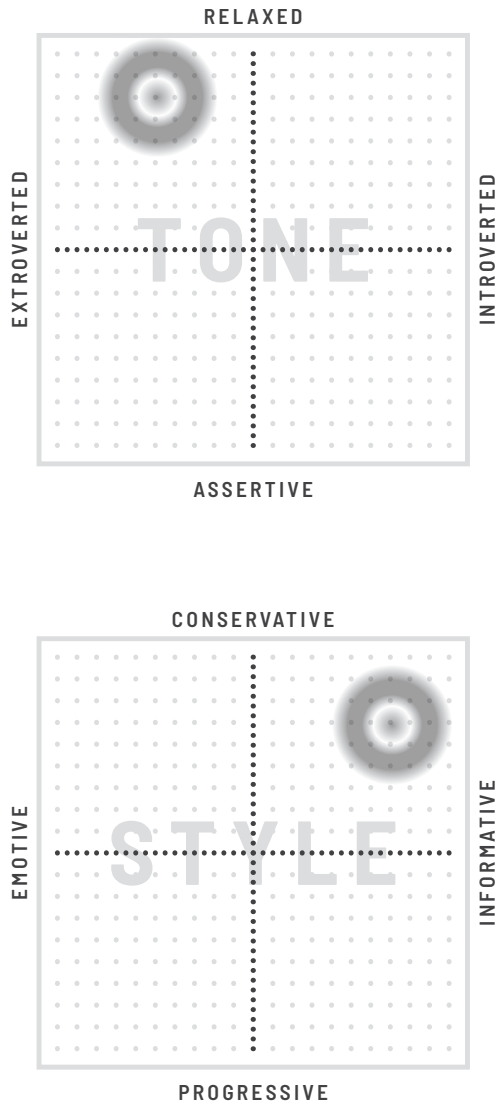 RELAXED
EXTROVERTED
TONE
INTROVERTED
ASSERTIVE
CONSERVATIVE
EMOTIVE
STYLE
INFORMATIVE
PROGRESSIVE